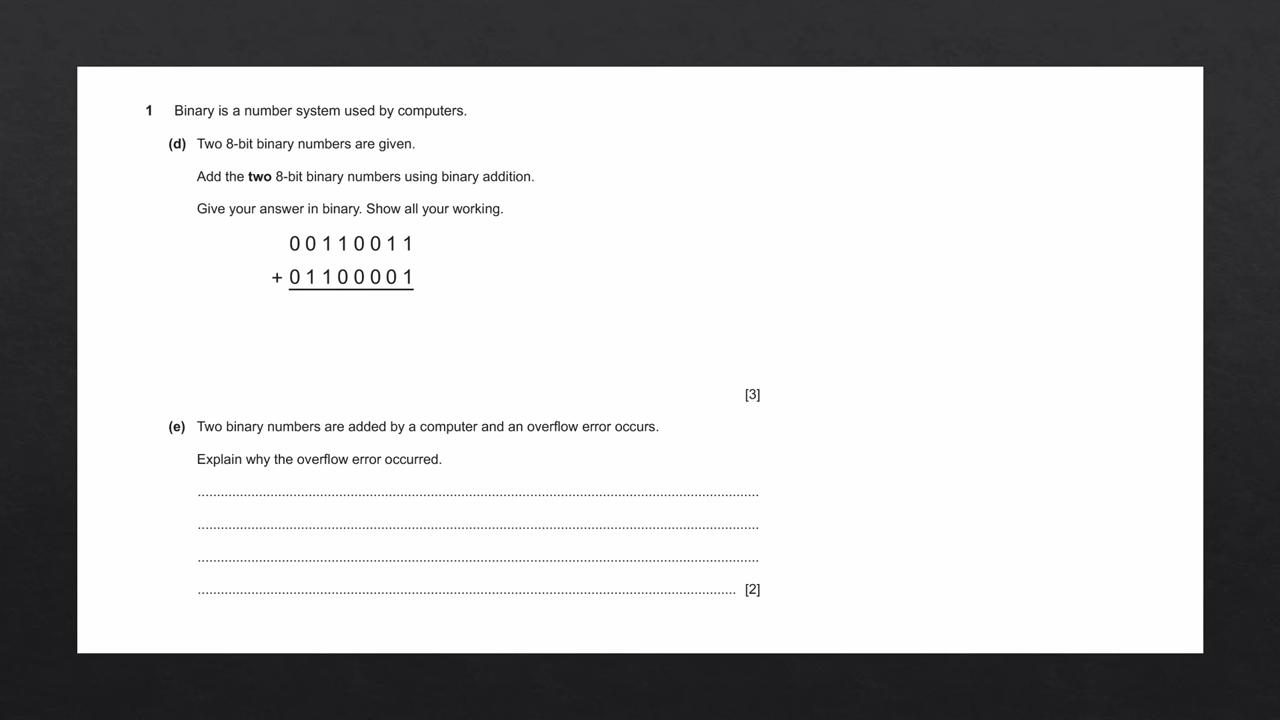 1 Binary is a number system used by computers.
(d) Two 8-bit binary numbers are given.
Add the two 8-bit binary numbers using binary addition.
Give your answer in binary. Show all your working.
0 0 1 1 0 0 1 1
+ 0 1 1 0 0 0 0 1
[3]
(e) Two binary numbers are added by a computer and an overflow error occurs.
Explain why the overflow error occurred.
................................................................................................................................................
................................................................................................................................................
................................................................................................................................................
.......................................................................................................................................... [2]